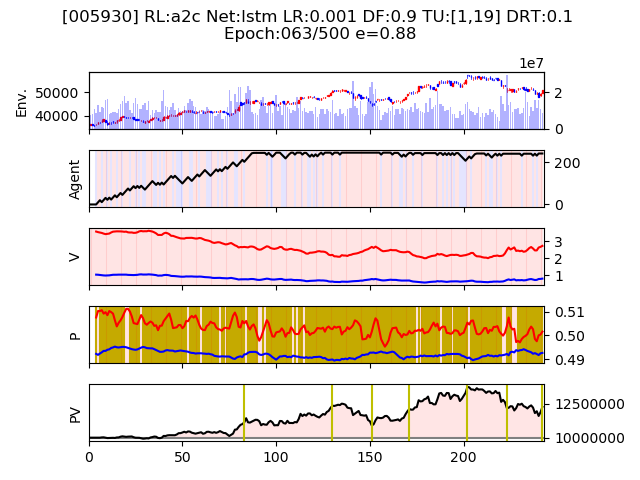 [005930] RL:a2c Net:lstm LR:0.001 DF:0.9 TU:[1,19] DRT:0.1
Epoch:063/500 e=0.88
1e7
Env.
50000
40000
2
0
Agent
200
0
V
3
2
1
P
0.51
0.50
0.49
PV
12500000
10000000
0
50
100
150
200